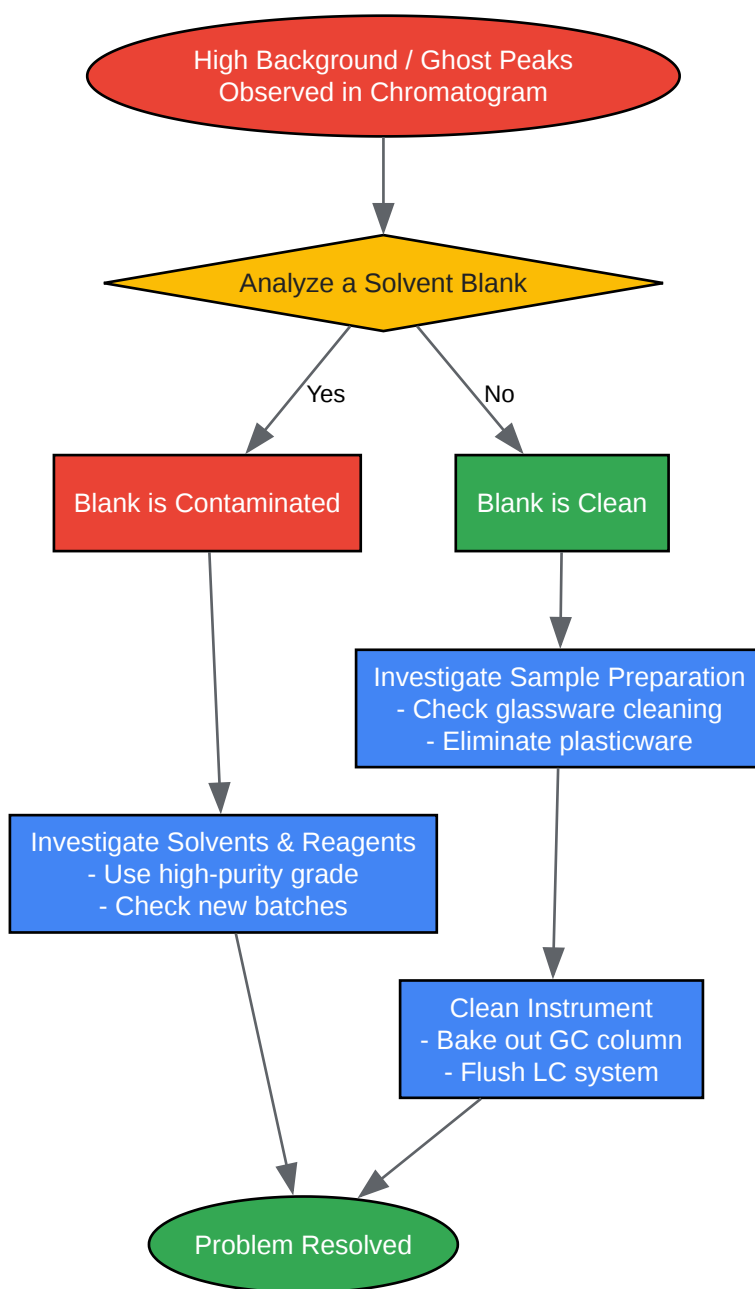 High Background / Ghost Peaks
Observed in Chromatogram
Analyze a Solvent Blank
Yes
No
Blank is Contaminated
Blank is Clean
Investigate Sample Preparation
- Check glassware cleaning
- Eliminate plasticware
Investigate Solvents & Reagents
- Use high-purity grade
- Check new batches
Clean Instrument
- Bake out GC column
- Flush LC system
Problem Resolved